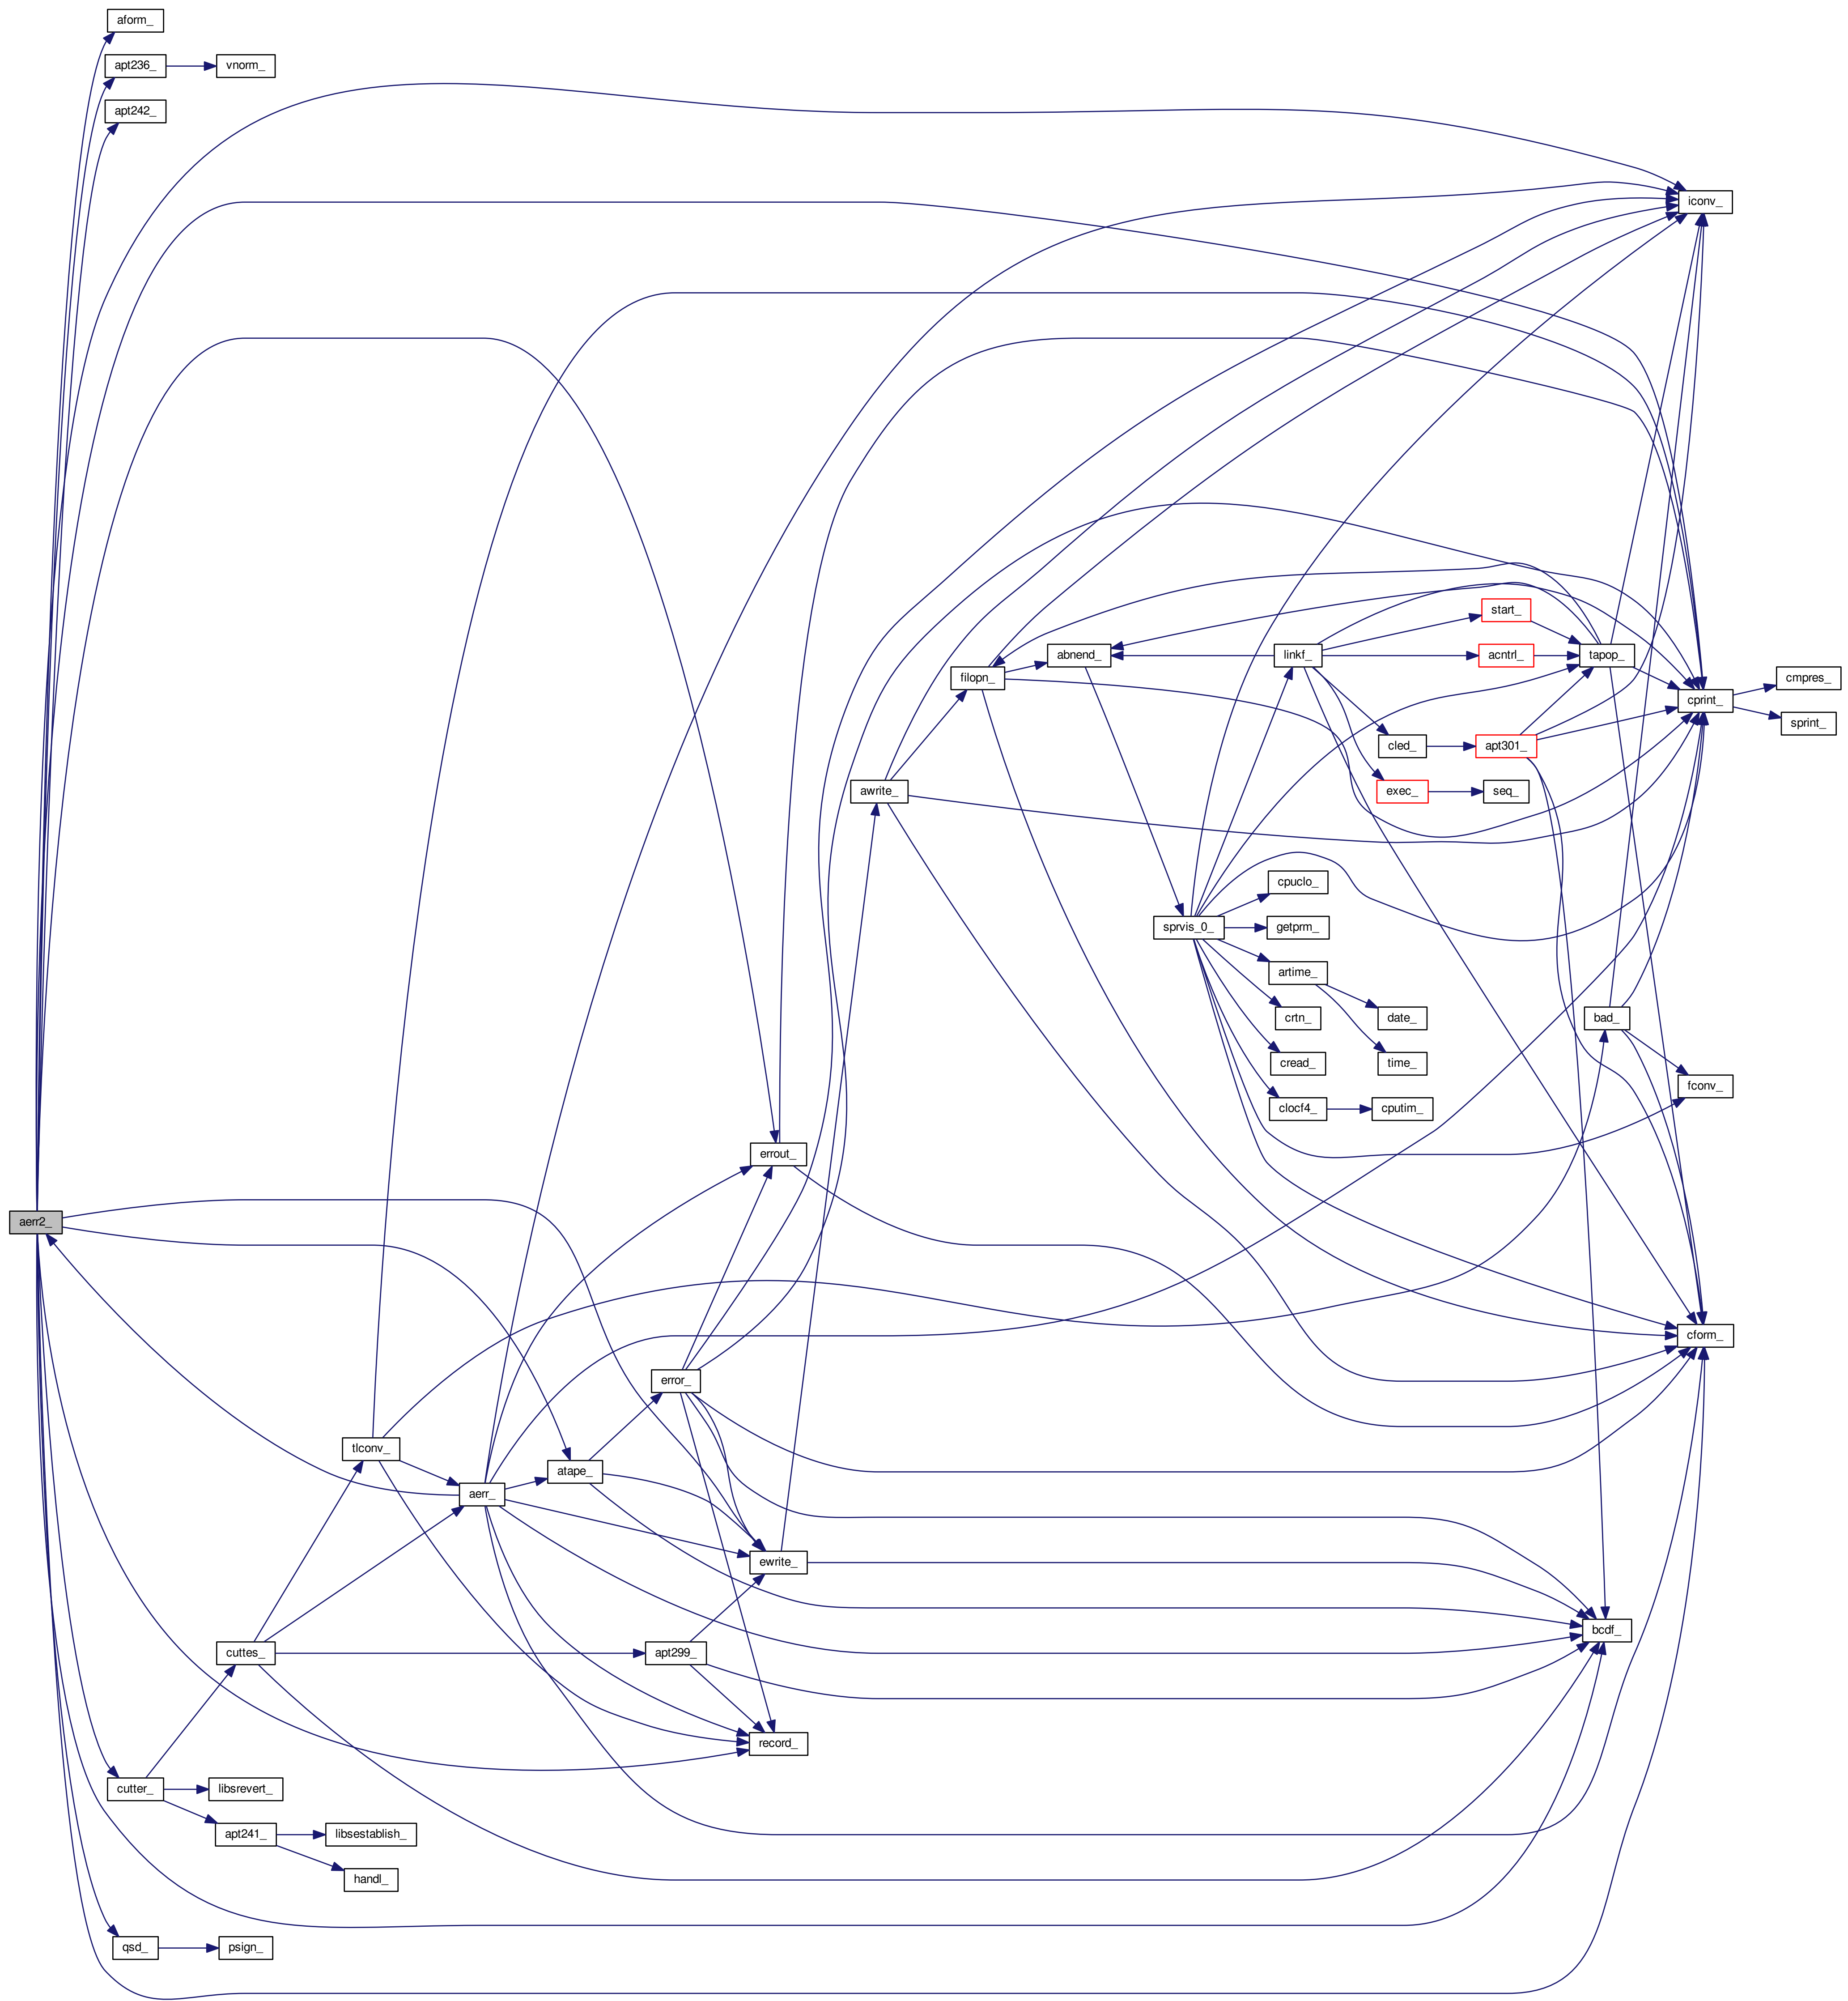 aform_
apt236_
vnorm_
apt242_
iconv_
start_
abnend_
linkf_
acntrl_
tapop_
filopn_
cmpres_
cprint_
sprint_
cled_
apt301_
awrite_
exec_
seq_
cpuclo_
sprvis_0_
getprm_
artime_
crtn_
date_
bad_
cread_
time_
fconv_
clocf4_
cputim_
errout_
aerr2_
cform_
error_
tlconv_
atape_
aerr_
ewrite_
bcdf_
cuttes_
apt299_
record_
cutter_
libsrevert_
apt241_
libsestablish_
handl_
qsd_
psign_